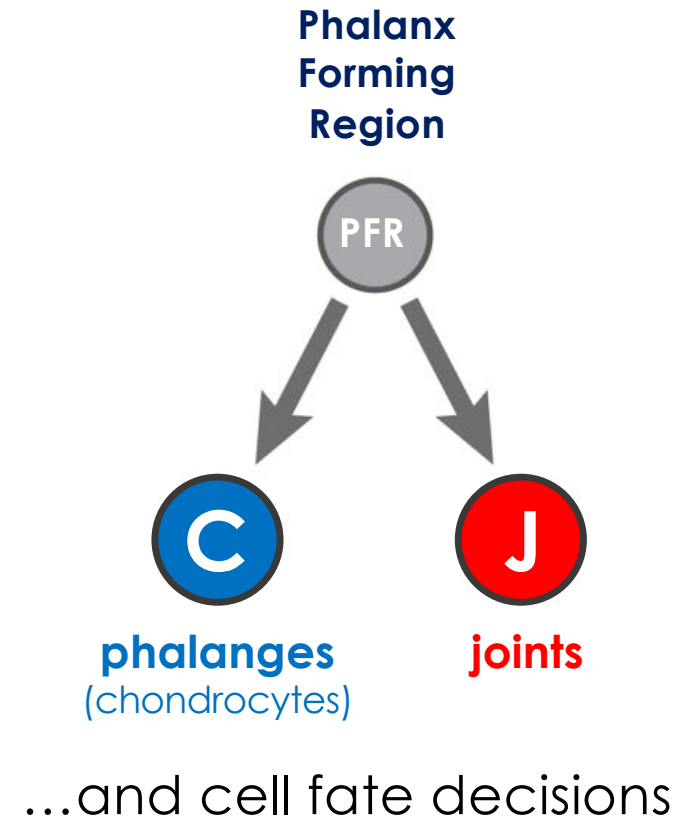 Phalanx
Forming
Region
PFR
C
J
phalanges
joints
(chondrocytes)
...and cell fate decisions